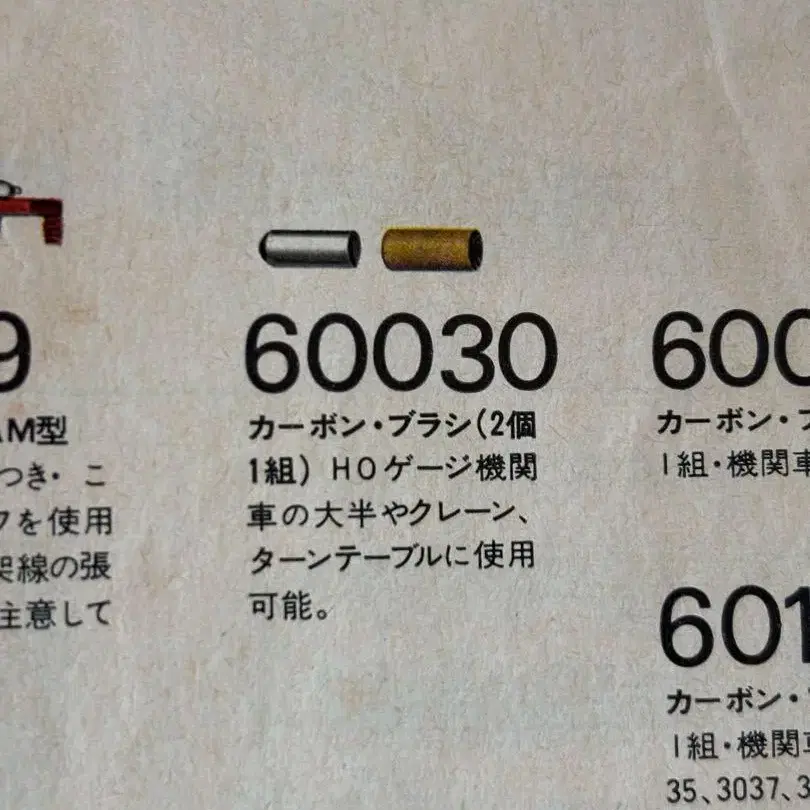 9
AM型
つき・こ
を使用
架線の張
注意して
60030
カーボン・ブラシ(2個
1組) HOゲージ機関
車の大半やクレーン、
ターンテーブルに使用
可能。
600
カーボン・
1組・機関車
601
カーボン・
1組・機関車
35、3037、3